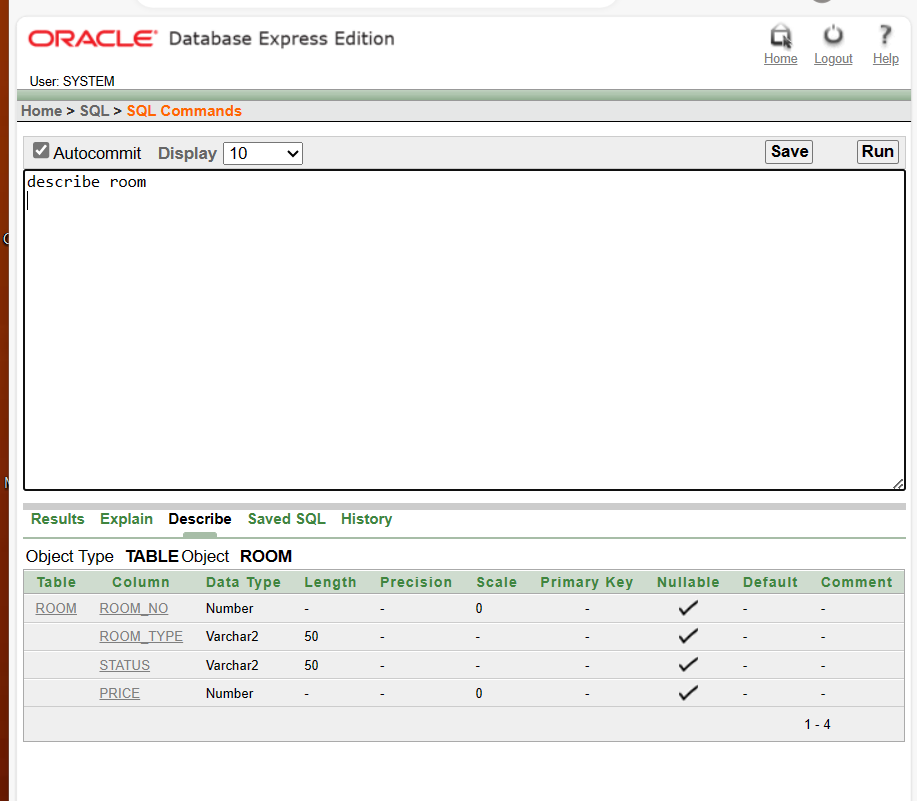 ORACLE Database Express Edition
Home Logout Help
User: SYSTEM
Home > SQL > SQL Commands
Autocommit Display 10 Save Run
describe room
Results Explain Describe Saved SQL History
Object Type TABLE Object ROOM
Table Column Data Type Length Precision Scale Primary Key Nullable Default Comment
ROOM ROOM_NO Number - - 0 - - -
ROOM_TYPE Varchar2 50 - - - - -
STATUS Varchar2 50 - - - - -
PRICE Number - - 0 - - -
1 - 4